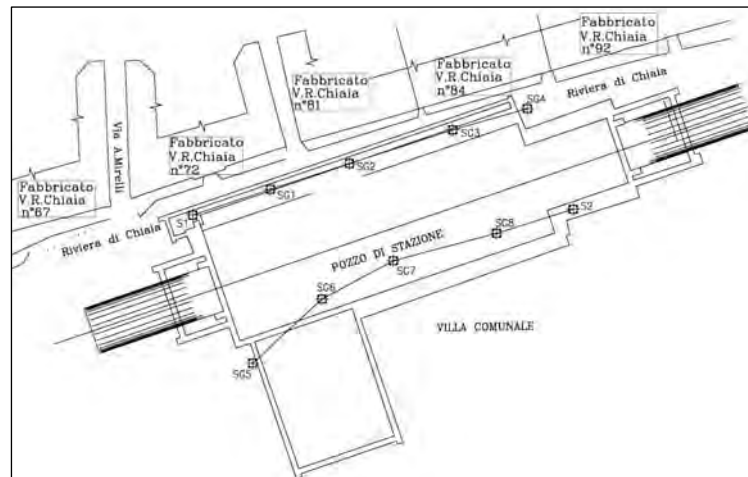 Fabbricato
V.R.Chiaia
n°92
Fabbricato
V.R.Chiaia
n°84
Riviera di Chiaia
Fabbricato
V.R.Chiaia
n°81
SG4
SG3
Via A.Mirelli
Fabbricato
V.R.Chiaia
n°72
SG2
Fabbricato
V.R.Chiaia
n°67
SG1
S1
S2
Riviera di Chiaia
SG8
POZZO DI STAZIONE
SG7
SG6
VILLA COMUNALE
SG5